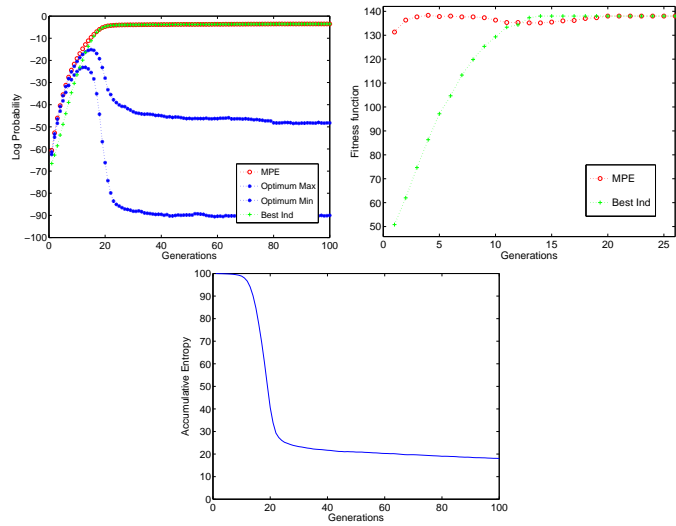 0
−10
−20
−30
−40
−50
−60
−70
−80
−90
−100
Log Probability
0 20 40 60 80 100
Generations
MPE
Optimum Max
Optimum Min
Best Ind
140
130
120
110
100
90
80
70
60
50
Fitness function
0 5 10 15 20 25
Generations
MPE
Best Ind
100
90
80
70
60
50
40
30
20
10
0
Accumulative Entropy
0 20 40 60 80 100
Generations